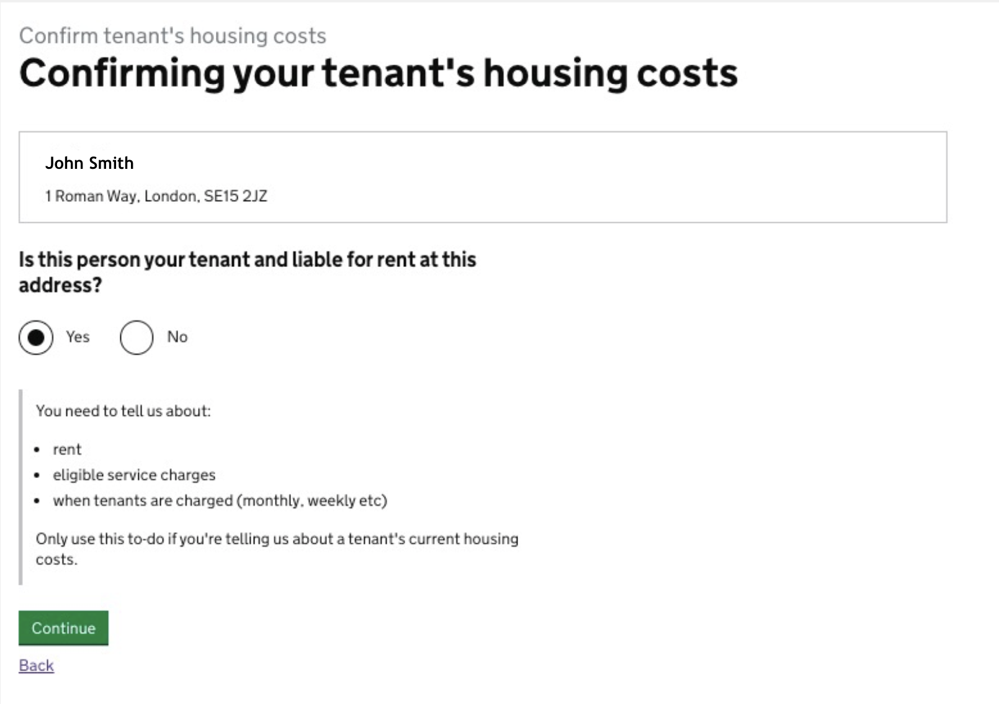 Confirm tenant's housing costs
Confirming your tenant's housing costs
John Smith
1 Roman Way, London, SE15 2JZ
Is this person your tenant and liable for rent at this
address?
Yes No
You need to tell us about:
• rent
• eligible service charges
• when tenants are charged (monthly, weekly etc)
Only use this to-do if you're telling us about a tenant's current housing
costs.
Continue
Back